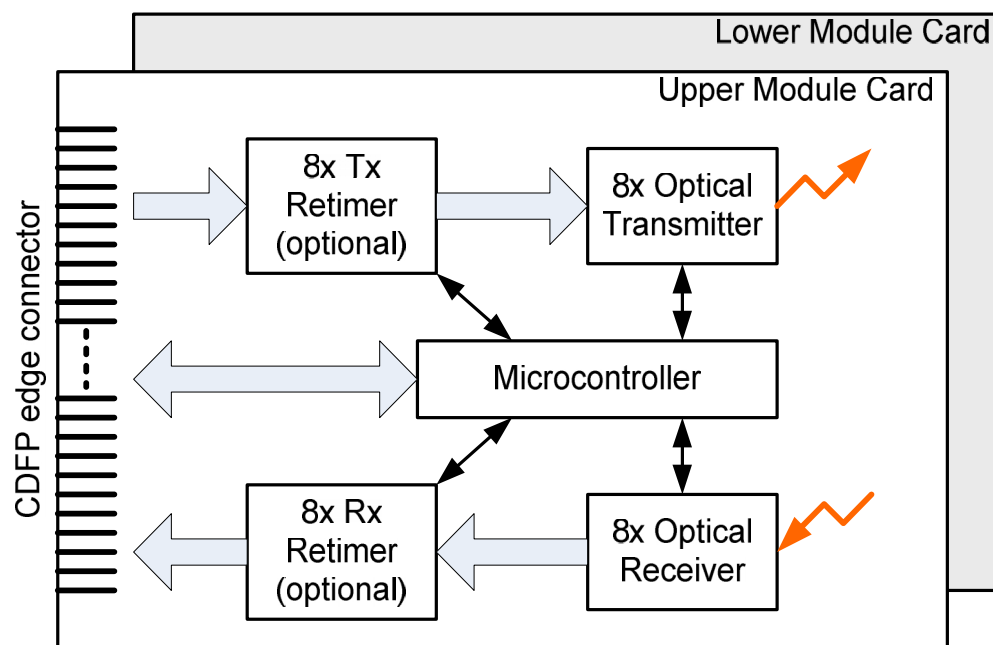 Lower Module Card
Upper Module Card
CDFP edge connector
8x Tx
Retimer
(optional)
8x Optical
Transmitter
Microcontroller
8x Rx
Retimer
(optional)
8x Optical
Receiver